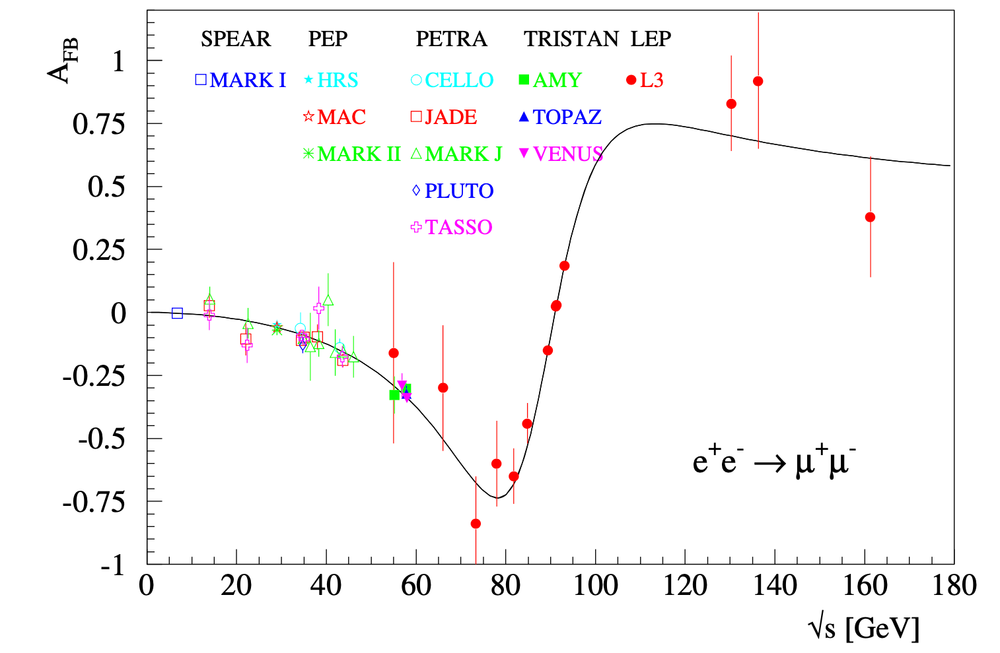 A_FB
SPEAR PEP PETRA TRISTAN LEP
MARK I HRS CELLO AMY L3
MAC JADE TOPAZ
MARK II MARK J VENUS
PLUTO
TASSO
1
0.75
0.5
0.25
0
-0.25
-0.5
-0.75
-1
e⁺e⁻ → μ⁺μ⁻
0 20 40 60 80 100 120 140 160 180
√s [GeV]